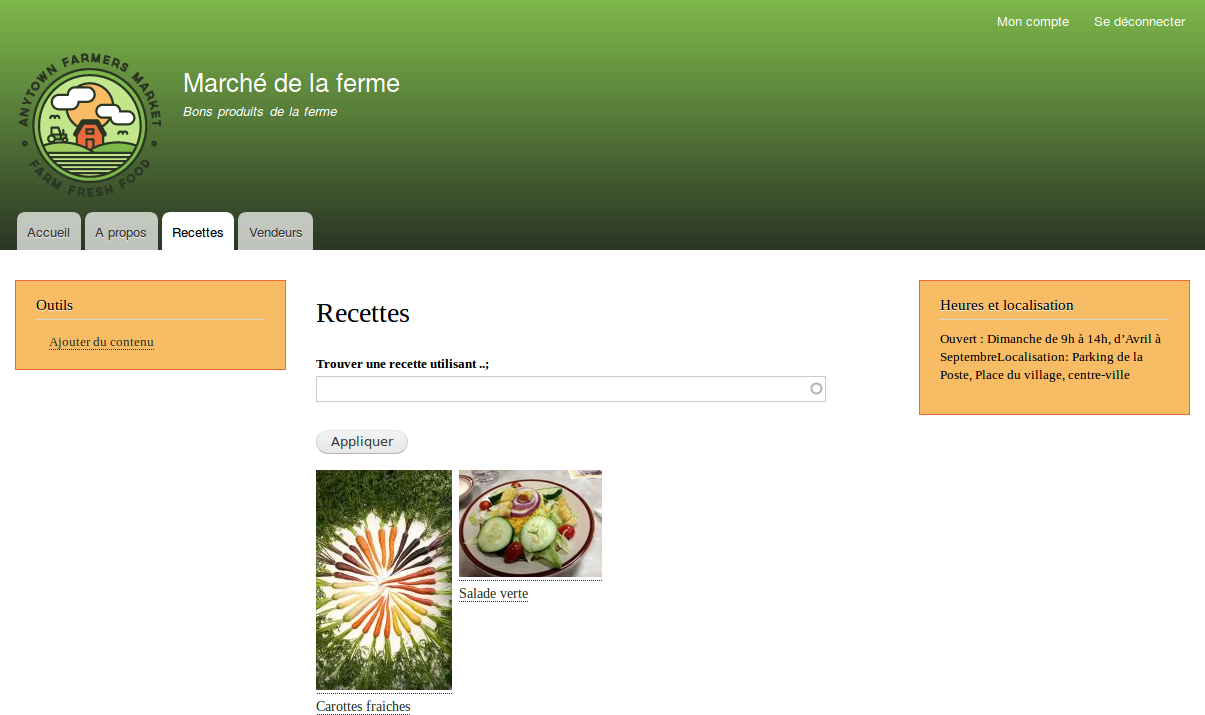 Mon compte Se déconnecter
ANYTOWN FARMERS MARKET
FARM FRESH FOOD
Marché de la ferme
Bons produits de la ferme
Accueil A propos Recettes Vendeurs
Outils
Ajouter du contenu
Recettes
Trouver une recette utilisant ..;
Appliquer
Carottes fraiches
Salade verte
Heures et localisation
Ouvert : Dimanche de 9h à 14h, d’Avril à
SeptembreLocalisation: Parking de la
Poste, Place du village, centre-ville